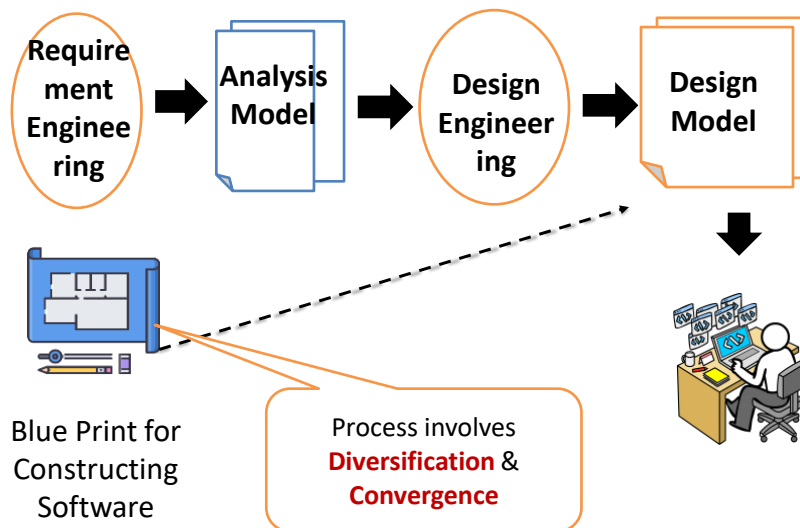 Require
ment
Enginee
ring
Analysis
Model
Design
Engineer
ing
Design
Model
Blue Print for
Constructing
Software
Process involves
Diversification &
Convergence